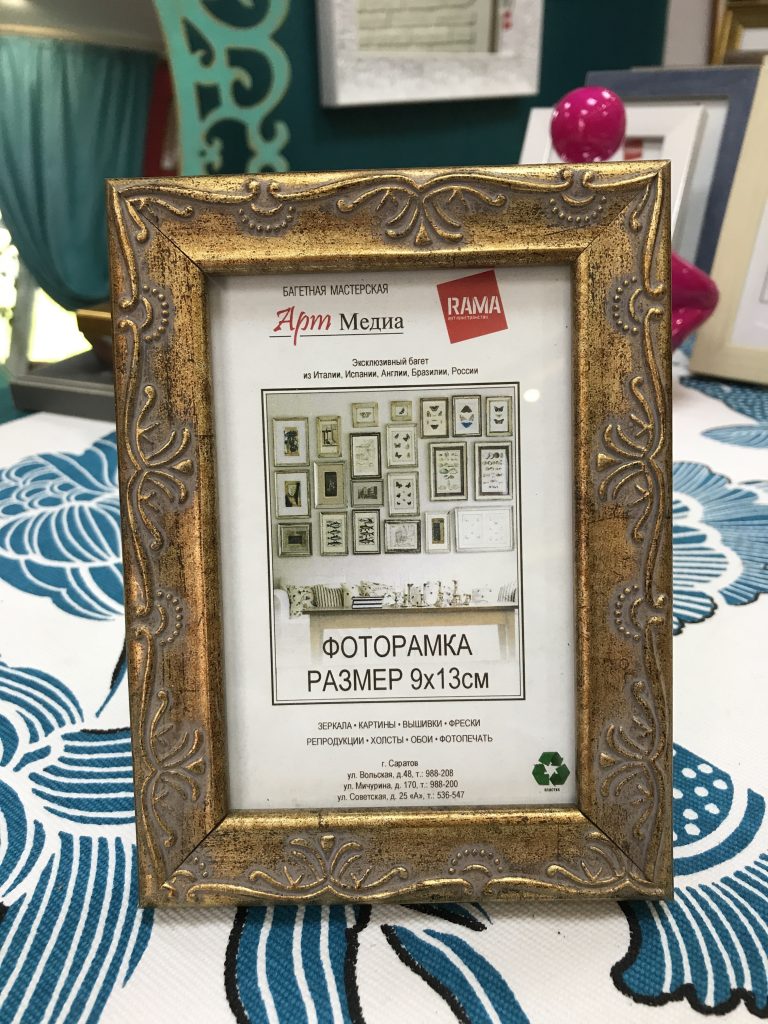 БАГЕТНАЯ МАСТЕРСКАЯ
Арт Медиа
RAMA
Эксклюзивный багет
из Италии, Испании, Англии, Бразилии, России
ФОТОРАМКА
РАЗМЕР 9х13см
ЗЕРКАЛА • КАРТИНЫ • ВЫШИВКИ • ФРЕСКИ
РЕПРОДУКЦИИ • ХОЛСТЫ • ОБОИ • ФОТОПЕЧАТЬ
г. Саратов
ул. Вольская, д.48, т.: 988-208
ул. Мичурина, д. 170, т.: 988-200
ул. Советская, д. 25 «А», т.: 536-547